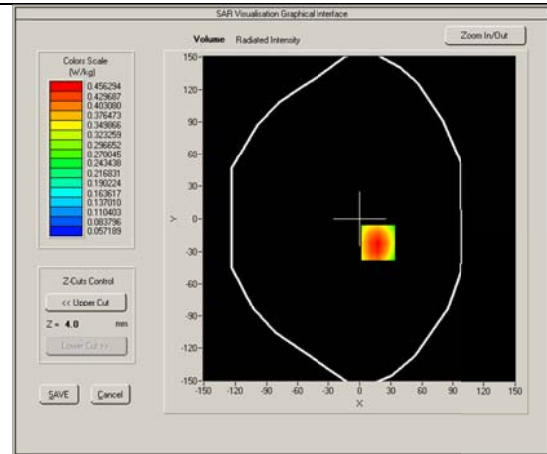 SAR Visualisation Graphical Interface
Volume Radiated Intensity
Zoom In/Out
Colors Scale
(W/kg)
0.456294
0.429687
0.403080
0.376473
0.349866
0.323259
0.296652
0.270045
0.243438
0.216831
0.190224
0.163617
0.137010
0.110403
0.083796
0.057189
Z-Cuts Control
<< Upper Cut
Z = 4.0 mm
Lower Cut >>
SAVE
Cancel
150-
120-
90-
60-
30-
0-
-30-
-60-
-90-
-120-
-150-
Y
-150 -120 -90 -60 -30 0 30 60 90 120 150
X